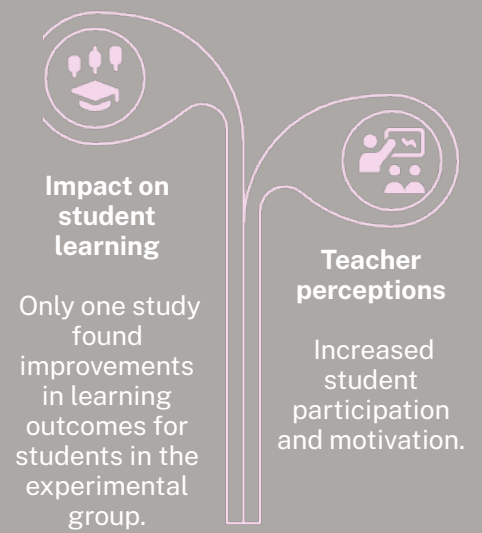 Impact on
student
learning
Only one study
found
improvements
in learning
outcomes for
students in the
experimental
group.
Teacher
perceptions
Increased
student
participation
and motivation.